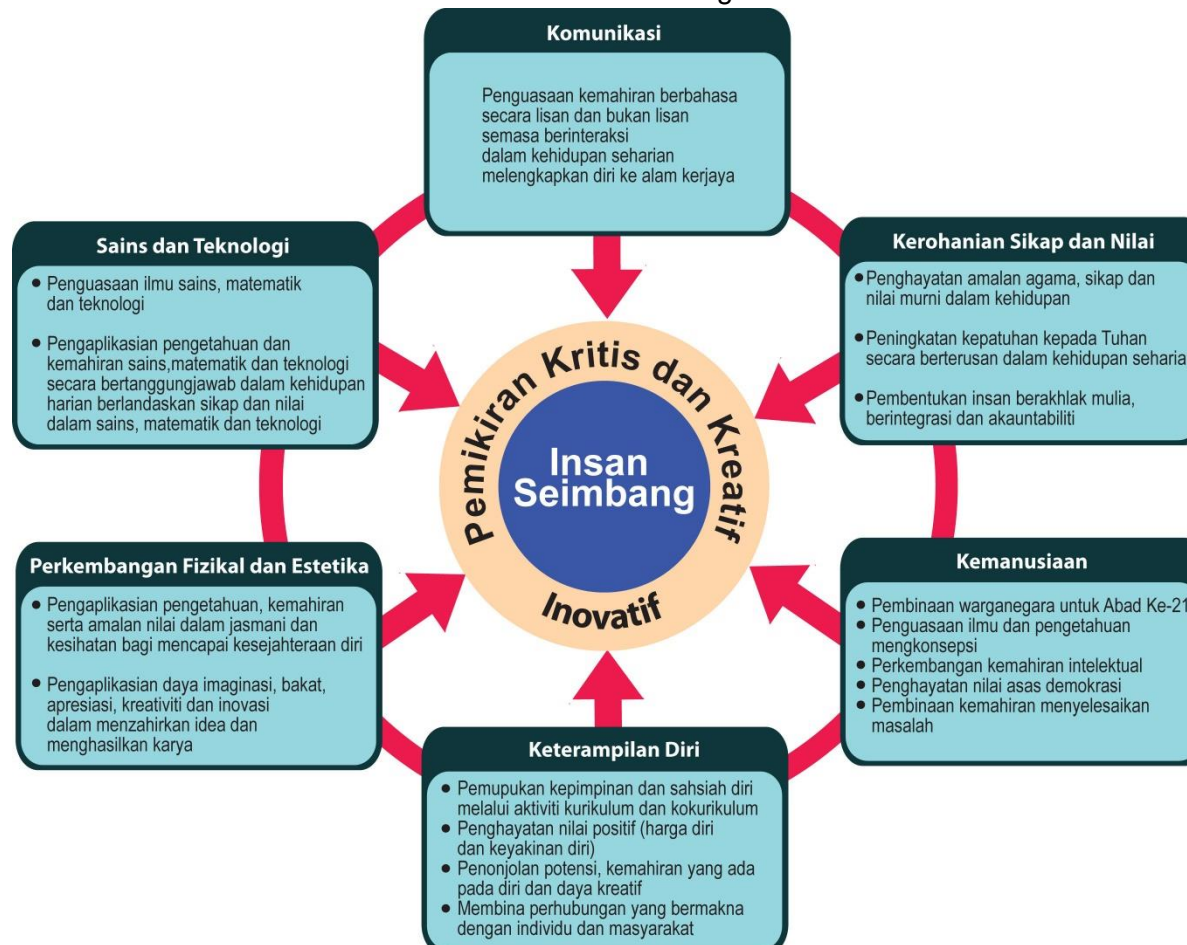 Komunikasi
Penguasaan kemahiran berbahasa
secara lisan dan bukan lisan
semasa berinteraksi
dalam kehidupan seharian
melengkapkan diri ke alam kerjaya
Sains dan Teknologi
• Penguasaan ilmu sains, matematik
dan teknologi
• Pengaplikasian pengetahuan dan
kemahiran sains,matematik dan teknologi
secara bertanggungjawab dalam kehidupan
harian berlandaskan sikap dan nilai
dalam sains, matematik dan teknologi
Kerohanian Sikap dan Nilai
• Penghayatan amalan agama, sikap dan
nilai murni dalam kehidupan
• Peningkatan kepatuhan kepada Tuhan
secara berterusan dalam kehidupan seharia
• Pembentukan insan berakhlak mulia,
berintegrasi dan akauntabiliti
Pemikiran Kritis dan Kreatif
Insan
Seimbang
Inovatif
Perkembangan Fizikal dan Estetika
• Pengaplikasian pengetahuan, kemahiran
serta amalan nilai dalam jasmani dan
kesihatan bagi mencapai kesejahteraan diri
• Pengaplikasian daya imaginasi, bakat,
apresiasi, kreativiti dan inovasi
dalam menzahirkan idea dan
menghasilkan karya
Kemanusiaan
• Pembinaan warganegara untuk Abad Ke-21
• Penguasaan ilmu dan pengetahuan
mengkonsepsi
• Perkembangan kemahiran intelektual
• Penghayatan nilai asas demokrasi
• Pembinaan kemahiran menyelesaikan
masalah
Keterampilan Diri
• Pemupukan kepimpinan dan sahsiah diri
melalui aktiviti kurikulum dan kokurikulum
• Penghayatan nilai positif (harga diri
dan keyakinan diri)
• Penonjolan potensi, kemahiran yang ada
pada diri dan daya kreatif
• Membina perhubungan yang bermakna
dengan individu dan masyarakat